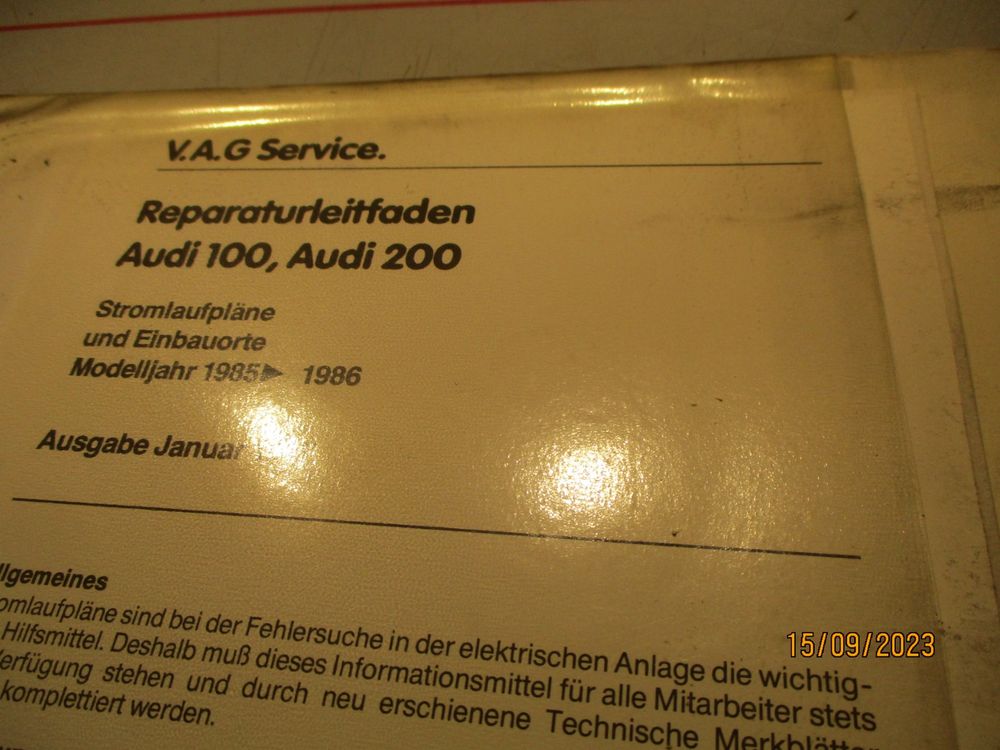 V.A.G Service.
Reparaturleitfaden
Audi 100, Audi 200
Stromlaufpläne
und Einbauorte
Modelljahr 1985▶ 1986
Ausgabe Januar
llgemeines
omlaufpläne sind bei der Fehlersuche in der elektrischen Anlage die wichtig-
Hilfsmittel. Deshalb muß dieses Informationsmittel für alle Mitarbeiter stets
erfügung stehen und durch neu erschienene Technische Merkblätte
komplettiert werden.
15/09/2023